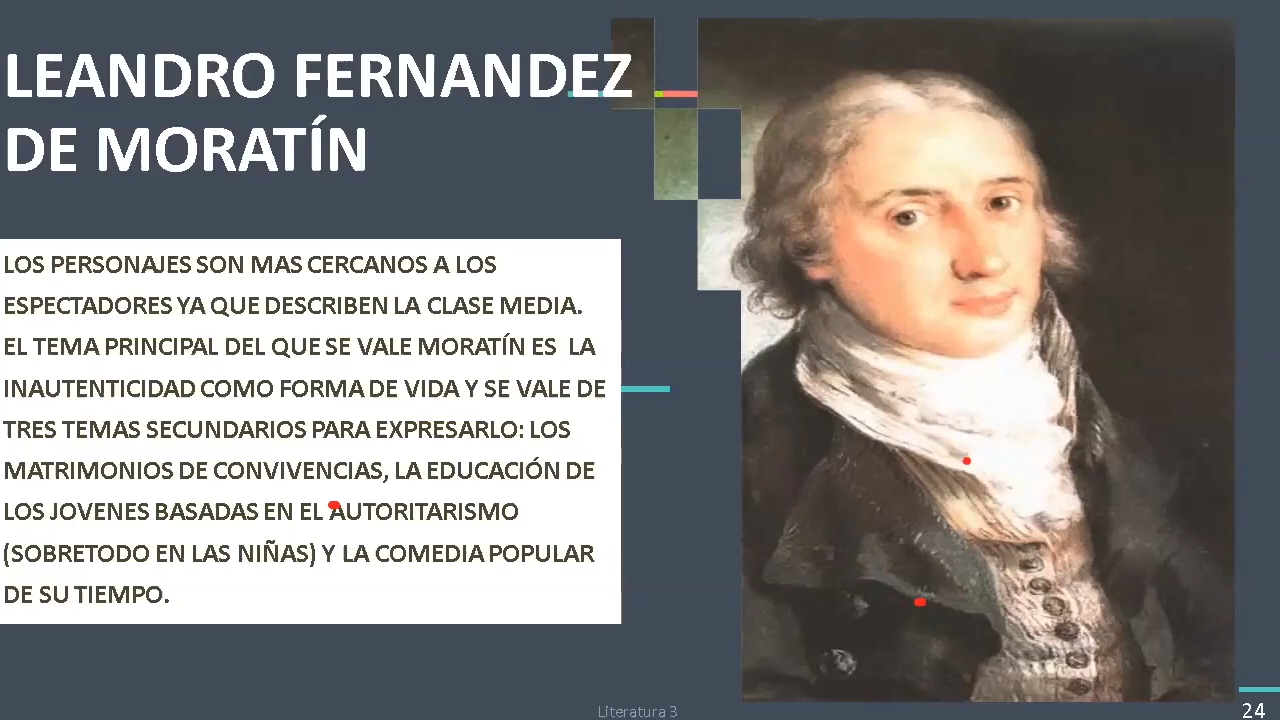 LEANDRO FERNANDEZ
DE MORATÍN
LOS PERSONAJES SON MAS CERCANOS A LOS
ESPECTADORES YA QUE DESCRIBEN LA CLASE MEDIA.
EL TEMA PRINCIPAL DEL QUE SE VALE MORATÍN ES LA
INAUTENTICIDAD COMO FORMA DE VIDA Y SE VALE DE
TRES TEMAS SECUNDARIOS PARA EXPRESARLO: LOS
MATRIMONIOS DE CONVIVENCIAS, LA EDUCACIÓN DE
LOS JOVENES BASADAS EN EL AUTORITARISMO
(SOBRETODO EN LAS NIÑAS) Y LA COMEDIA POPULAR
DE SU TIEMPO.
Literatura 3
24